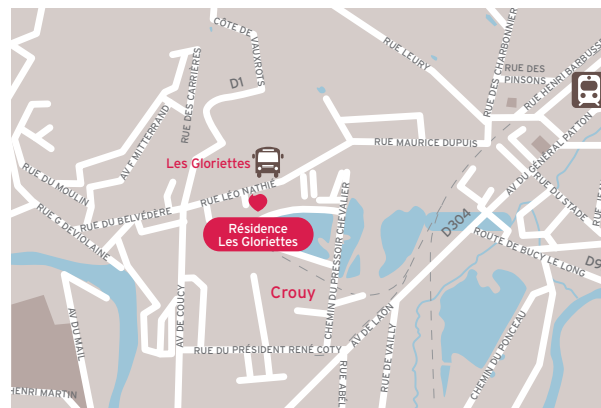 CÔTE DE
VAUXROTS
RUE LEURY
RUE DES CHARBONNIER
RUE DES
PINSONS
RUE HENRI BARBUSSE
D1
RUE DES CARRIÈRES
AV F MITTERRAND
RUE MAURICE DUPUIS
AV DU GÉNÉRAL PATTON
Les Gloriettes
RUE DU MOULIN
RUE LÉO NATHIÉ
RUE DU STADE
RUE DU BELVÉDÈRE
RUE G DEVIOLAINE
Résidence
Les Gloriettes
CHEMIN DU PRESSOIR CHEVALIER
D304
ROUTE DE BUCY LE LONG
D9
Crouy
AV DE COUCY
AV DU MAIL
AV DE LAON
RUE DU PRÉSIDENT RENÉ COTY
RUE DE VAILLY
CHEMIN DU PONCEAU
RUE ABEL
HENRI MARTIN